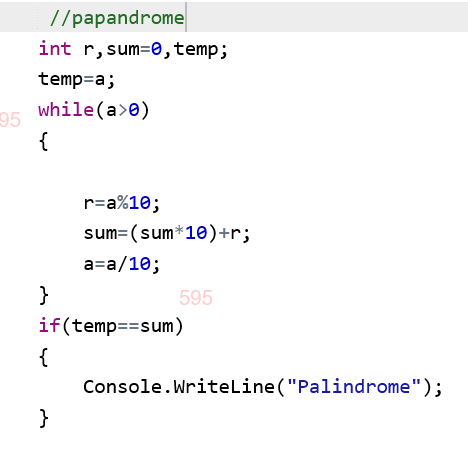 //papandrome
int r,sum=0,temp;
temp=a;
while(a>0)
95
{
r=a%10;
sum=(sum*10)+r;
a=a/10;
}
595
if(temp==sum)
{
Console.WriteLine("Palindrome");
}